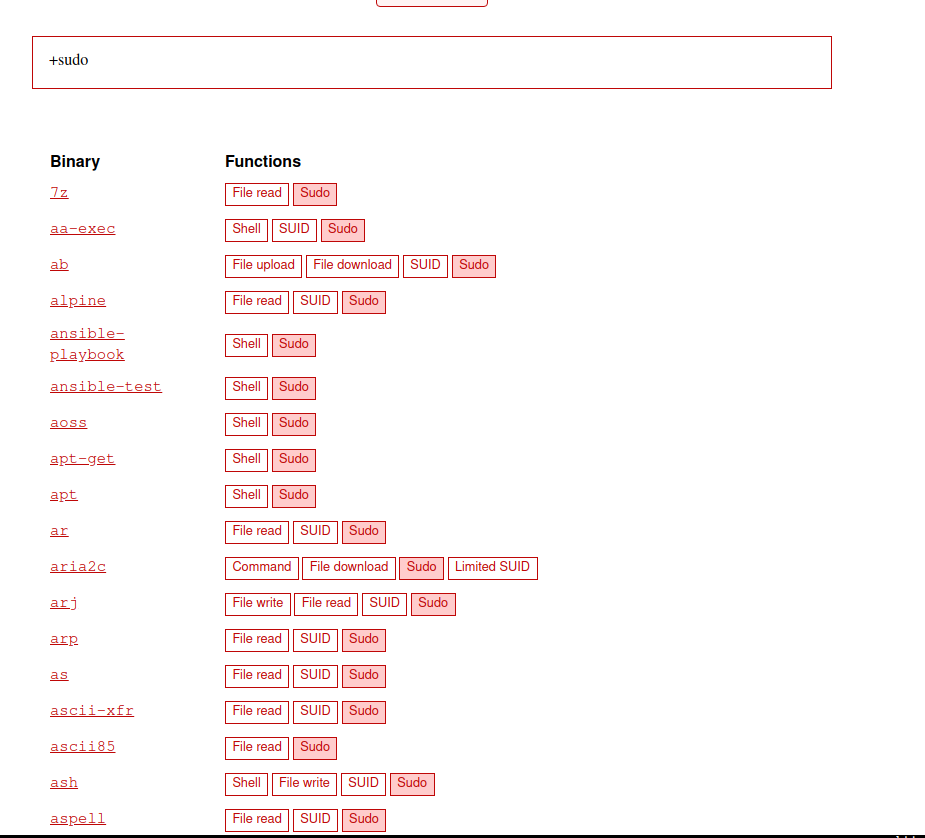 +sudo
Binary Functions
7z File read Sudo
aa-exec Shell SUID Sudo
ab File upload File download SUID Sudo
alpine File read SUID Sudo
ansible-
playbook Shell Sudo
ansible-test Shell Sudo
aoss Shell Sudo
apt-get Shell Sudo
apt Shell Sudo
ar File read SUID Sudo
aria2c Command File download Sudo Limited SUID
arj File write File read SUID Sudo
arp File read SUID Sudo
as File read SUID Sudo
ascii-xfr File read SUID Sudo
ascii85 File read Sudo
ash Shell File write SUID Sudo
aspell File read SUID Sudo